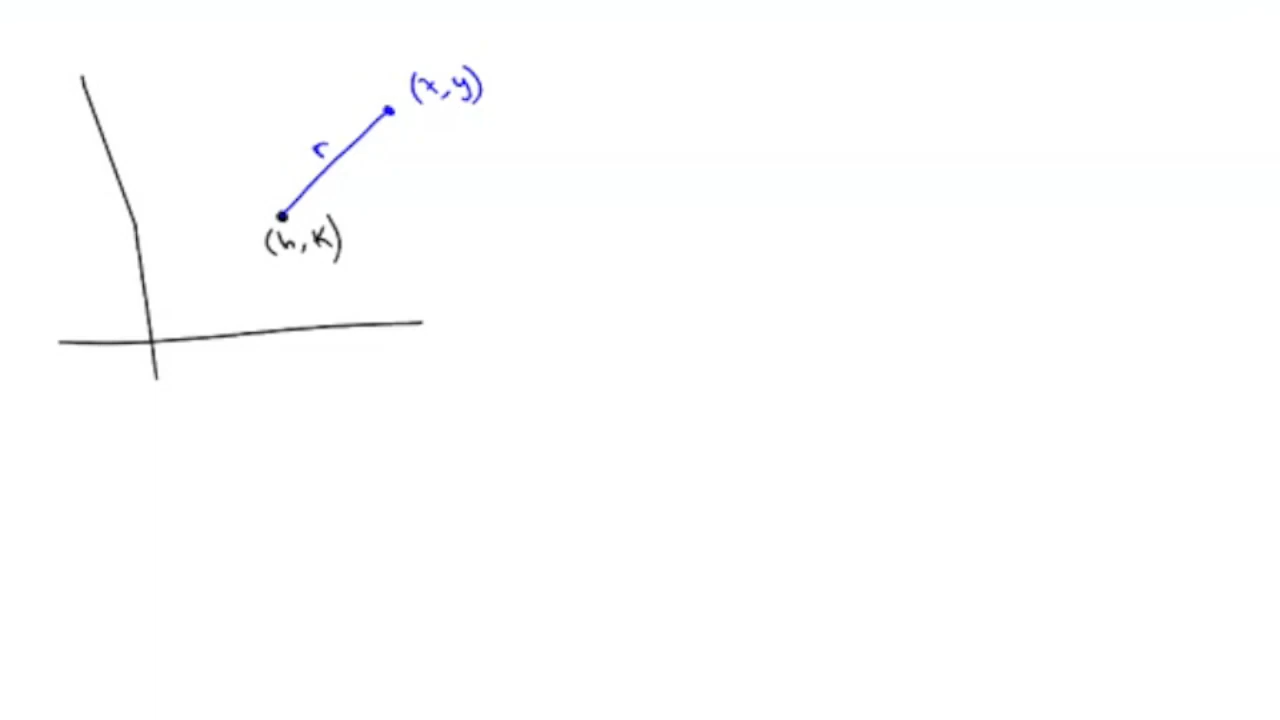 (x, y)
r
(h, k)